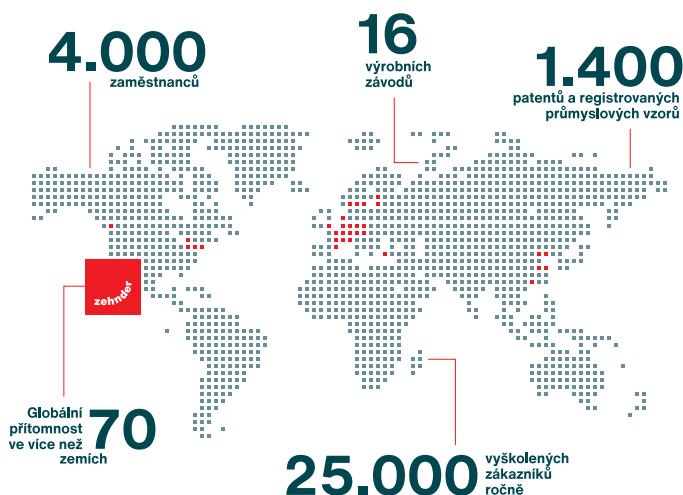 4.000
zaměstnanců
16
výrobních
závodů
1.400
patentů a registrovaných
průmyslových vzorů
zehnder
Globální
přítomnost
ve více než
zemích
70
25.000
vyškolených
zákazníků
ročně